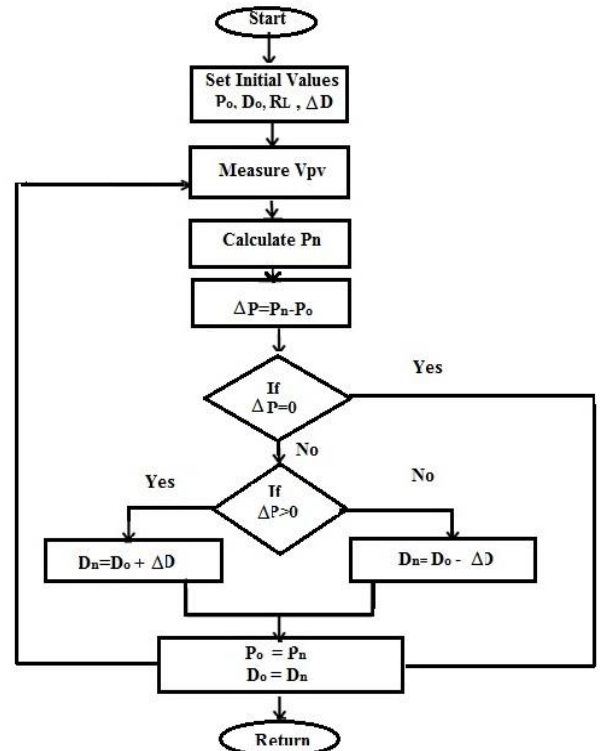 Start
Set Initial Values
Po, Do, RL , ΔD
Measure Vpv
Calculate Pn
ΔP=Pn-Po
Yes
If
ΔP=0
No
Yes
If
ΔP>0
No
Dn=Do + ΔD
Dn= Do - ΔD
Po = Pn
Do = Dn
Return